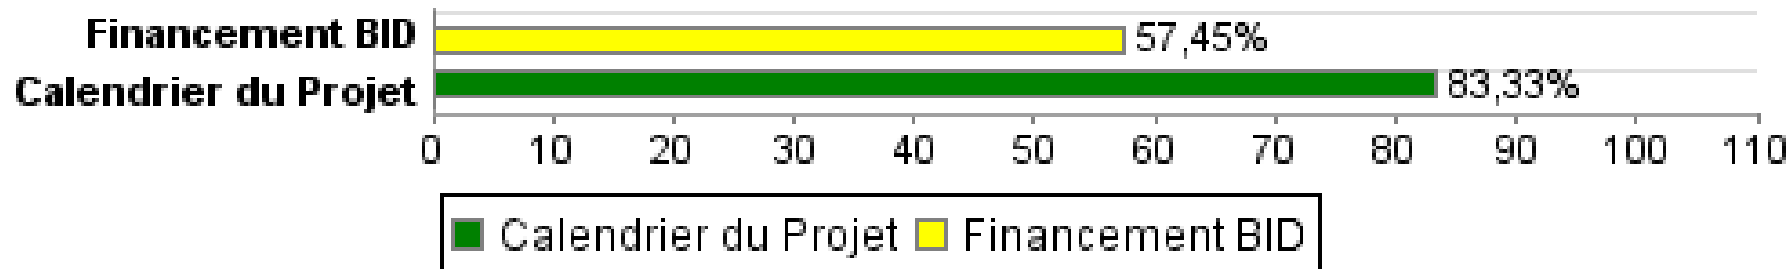 Financement BID 57,45%
Calendrier du Projet 83,33%
0 10 20 30 40 50 60 70 80 90 100 110
Calendrier du Projet Financement BID